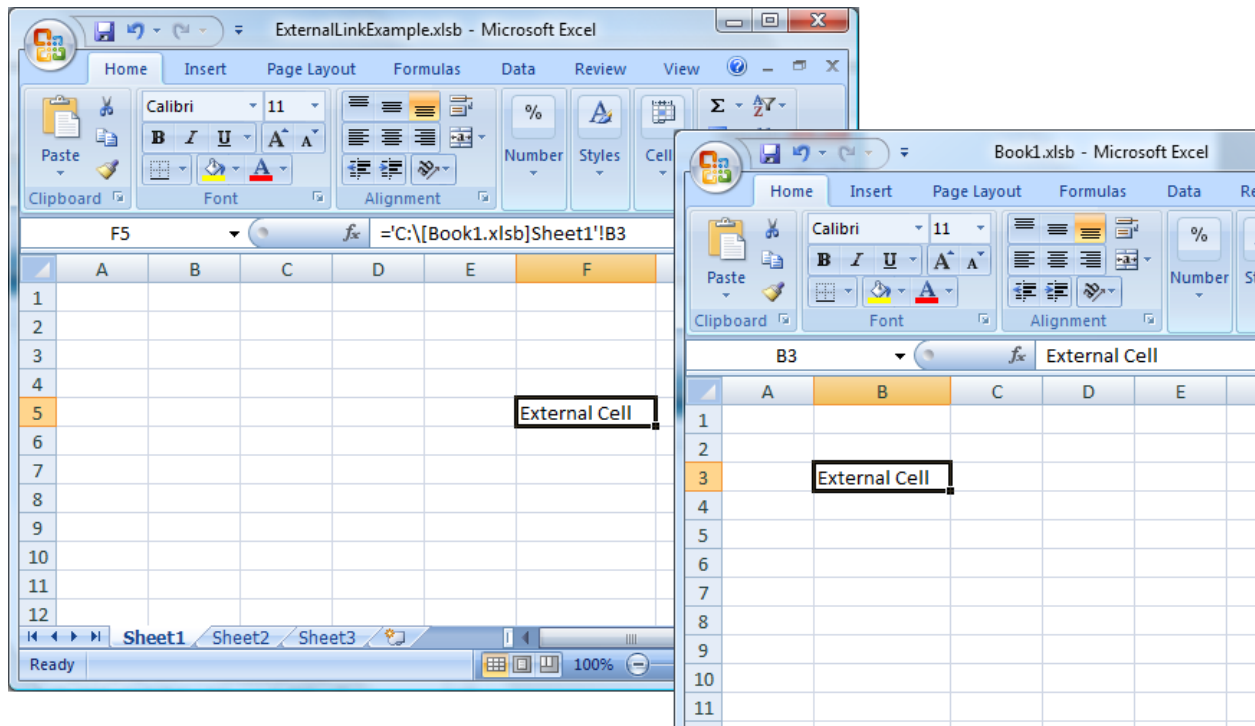 ExternalLinkExample.xlsb - Microsoft Excel
Home Insert Page Layout Formulas Data Review View
Calibri 11
Σ
%
A
B I U A A
Paste
Number Styles Cell
A
Clipboard Font Alignment
F5 fx ='C:\[Book1.xlsb]Sheet1'!B3
A B C D E F
1
2
3
4
5 External Cell
6
7
8
9
10
11
12
Sheet1 Sheet2 Sheet3
Ready 100%
Book1.xlsb - Microsoft Excel
Home Insert Page Layout Formulas Data
Calibri 11
%
B I U A A
Paste
Number
A
Clipboard Font Alignment
B3 fx External Cell
A B C D E
1
2
3 External Cell
4
5
6
7
8
9
10
11